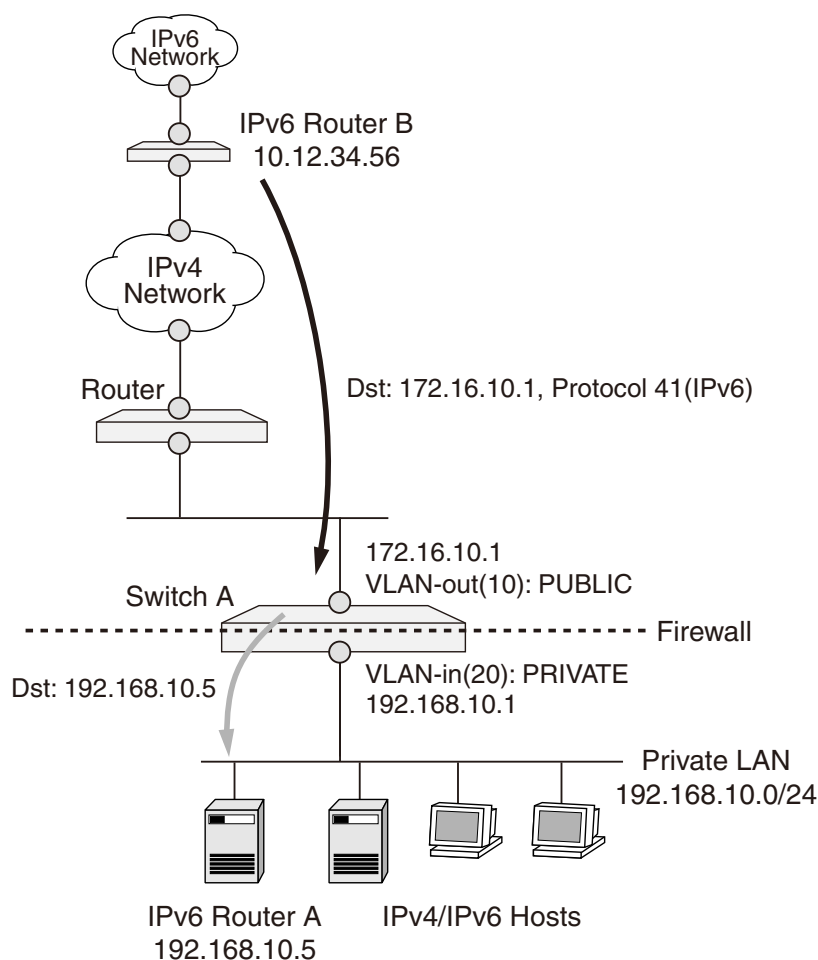 IPv6
Network
IPv6 Router B
10.12.34.56
IPv4
Network
Router
Dst: 172.16.10.1, Protocol 41(IPv6)
172.16.10.1
VLAN-out(10): PUBLIC
Switch A
Firewall
VLAN-in(20): PRIVATE
192.168.10.1
Dst: 192.168.10.5
Private LAN
192.168.10.0/24
IPv6 Router A
192.168.10.5
IPv4/IPv6 Hosts